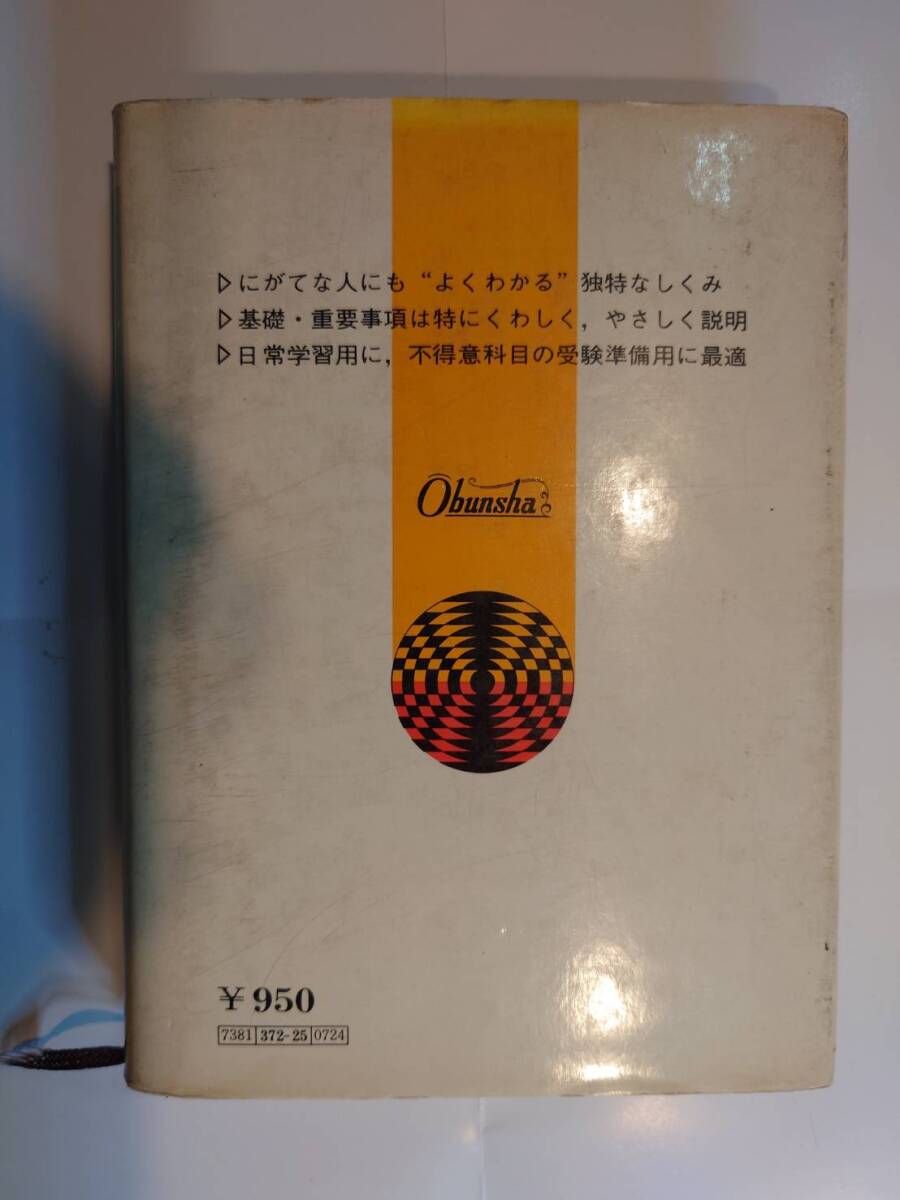 ▷にがてな人にも“よくわかる”独特なしくみ
▷基礎・重要事項は特にくわしく，やさしく説明
▷日常学習用に，不得意科目の受験準備用に最適
Obunsha
￥950
7381 372-25 0724